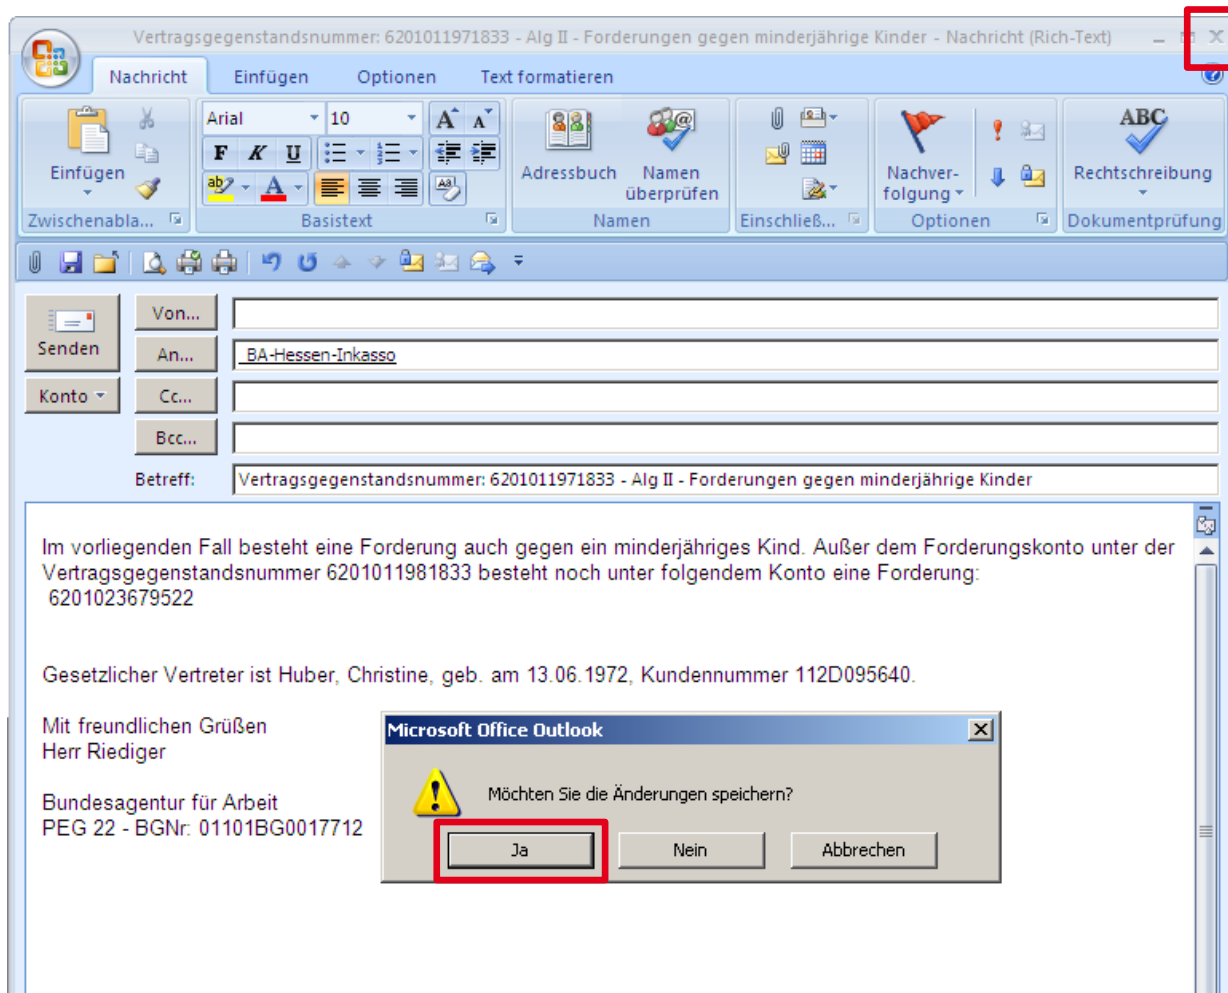 Vertragsgegenstandsnummer: 6201011971833 - Alg II - Forderungen gegen minderjährige Kinder - Nachricht (Rich-Text)
Nachricht Einfügen Optionen Text formatieren
Arial 10
F K U
ab A
Aa
Einfügen
Adressbuch
Namen überprüfen
Nachver-
folgung
ABC
Rechtschreibung
Zwischenabla... Basistext Namen Einschließ... Optionen Dokumentprüfung
Senden
Konto
Von...
An... BA-Hessen-Inkasso
Cc...
Bcc...
Betreff: Vertragsgegenstandsnummer: 6201011971833 - Alg II - Forderungen gegen minderjährige Kinder
Im vorliegenden Fall besteht eine Forderung auch gegen ein minderjähriges Kind. Außer dem Forderungskonto unter der
Vertragsgegenstandsnummer 6201011981833 besteht noch unter folgendem Konto eine Forderung:
6201023679522
Gesetzlicher Vertreter ist Huber, Christine, geb. am 13.06.1972, Kundennummer 112D095640.
Mit freundlichen Grüßen
Herr Riediger
Bundesagentur für Arbeit
PEG 22 - BGNr: 01101BG0017712
Microsoft Office Outlook
Möchten Sie die Änderungen speichern?
Ja Nein Abbrechen